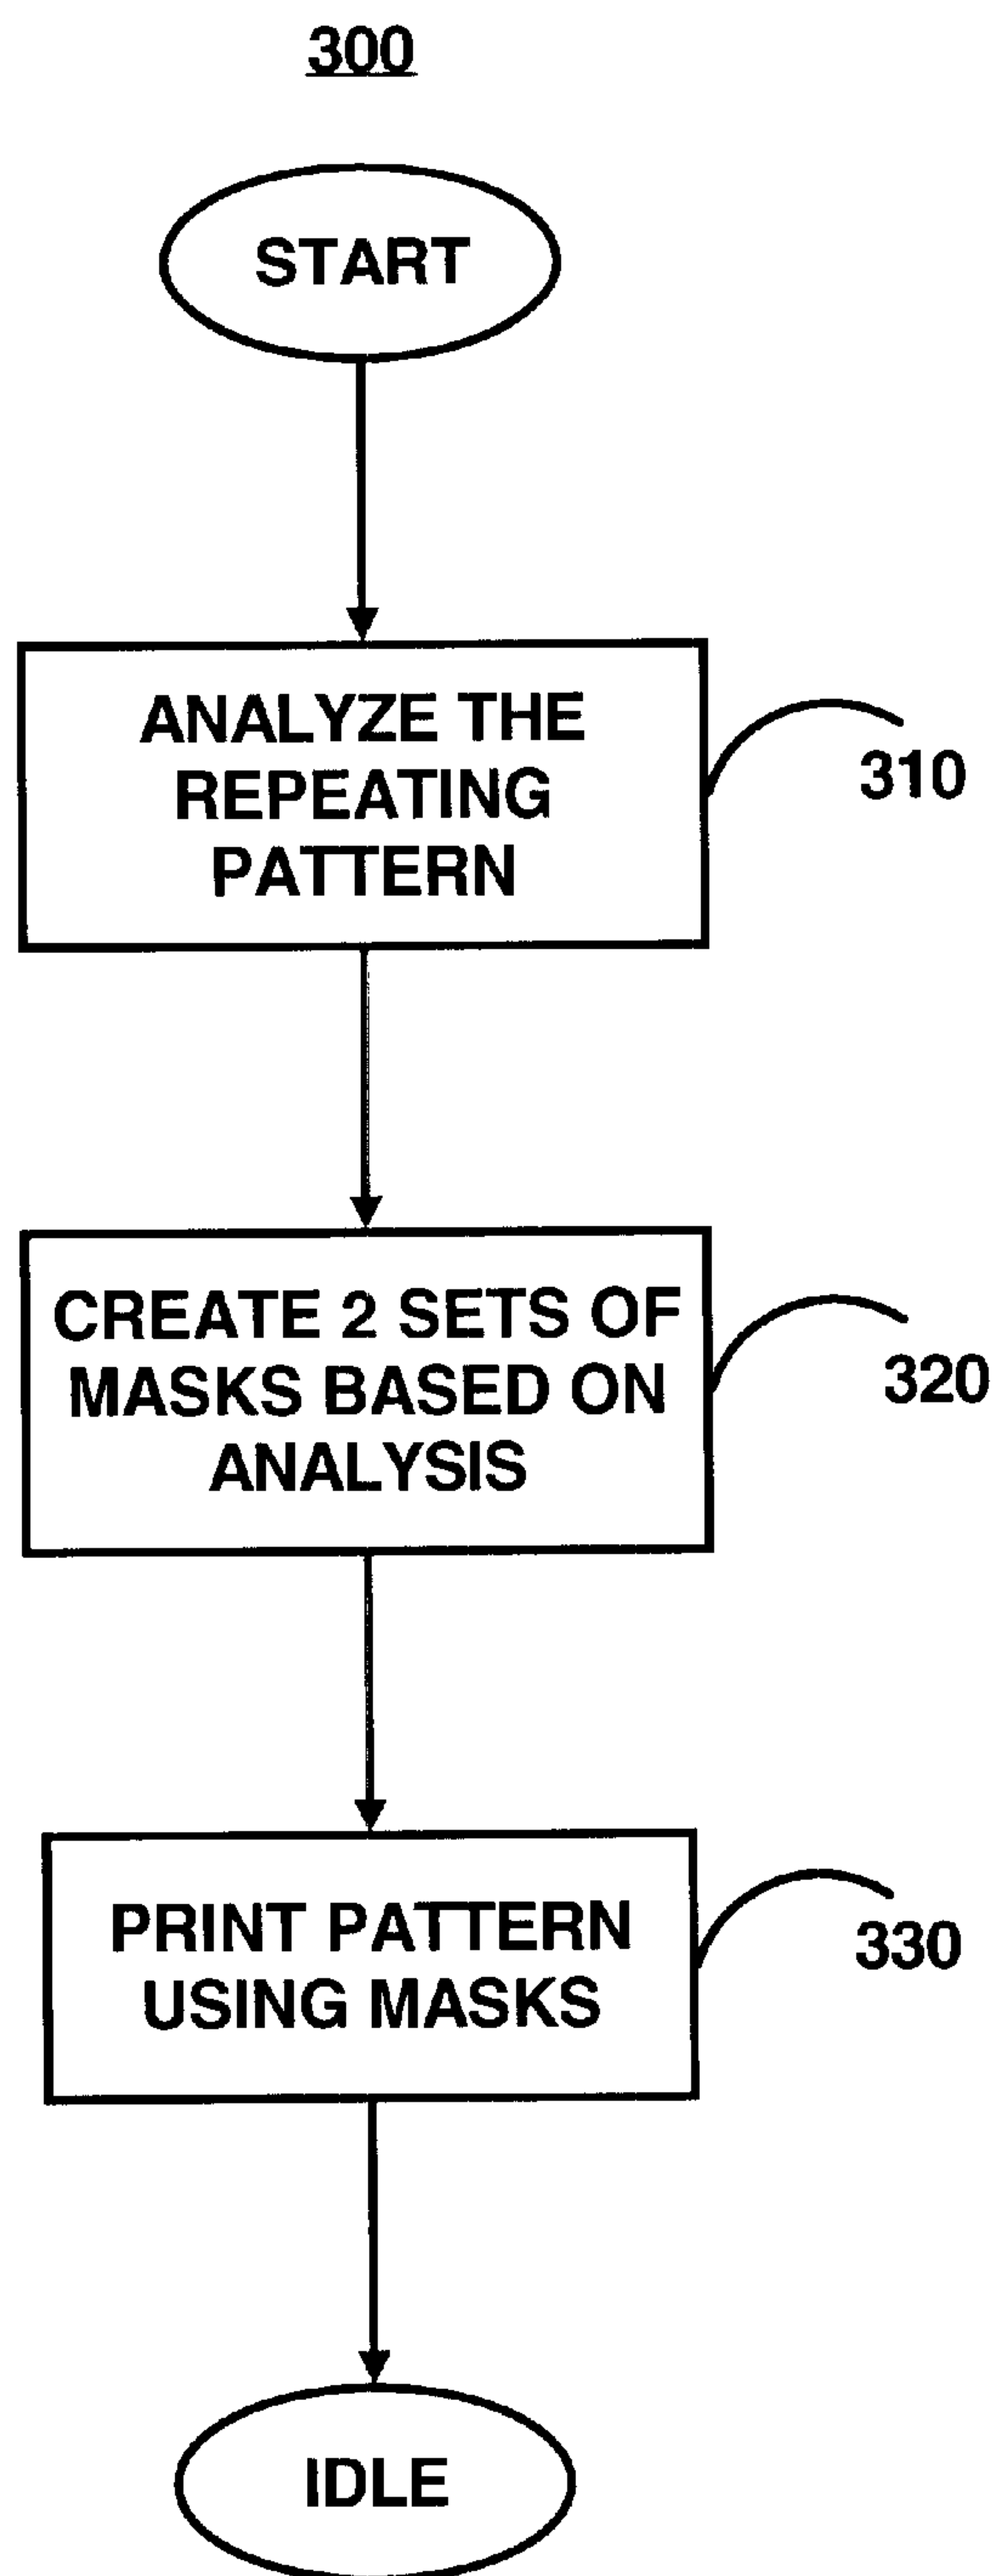 300
START
ANALYZE THE
REPEATING
PATTERN
310
CREATE 2 SETS OF
MASKS BASED ON
ANALYSIS
320
PRINT PATTERN
USING MASKS
330
IDLE